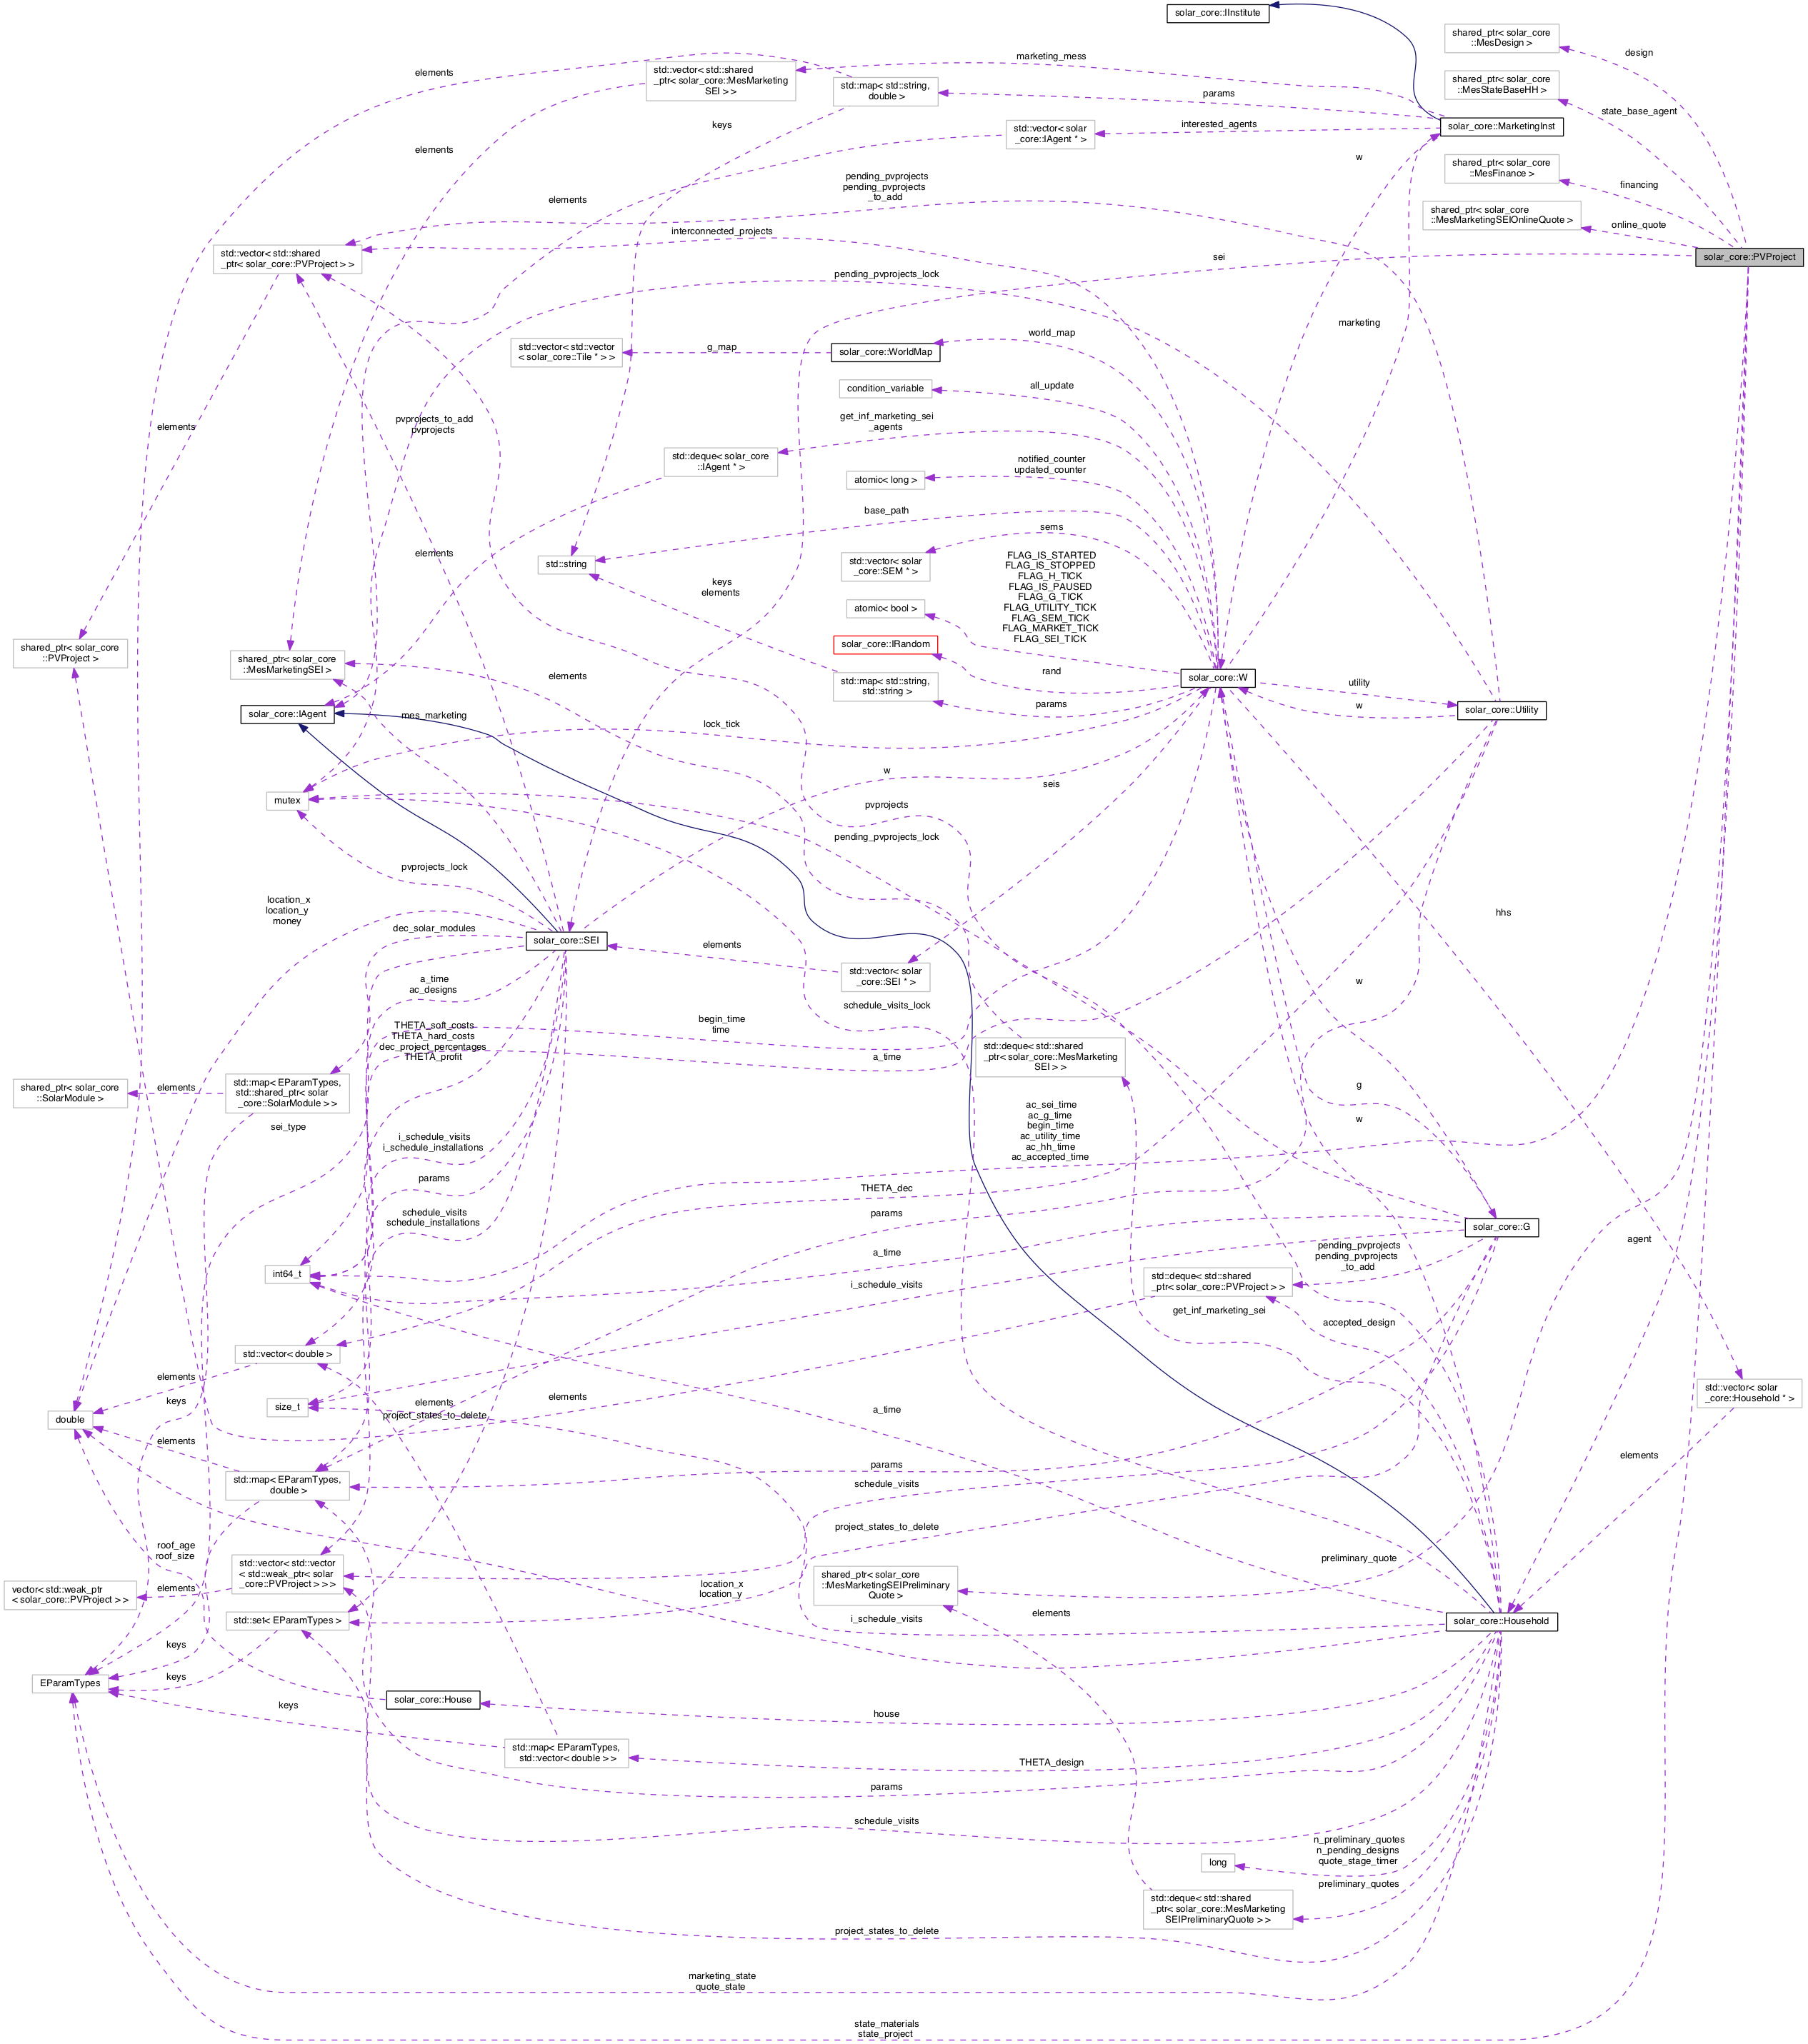 solar_core::IInstitute
shared_ptr< solar_core
::MesDesign >
design
marketing_mess
elements
std::vector< std::shared
_ptr< solar_core::MesMarketing
SEI > >
std::map< std::string,
double >
shared_ptr< solar_core
::MesStateBaseHH >
params
state_base_agent
keys
interested_agents
solar_core::MarketingInst
std::vector< solar
_core::IAgent * >
elements
w
shared_ptr< solar_core
::MesFinance >
pending_pvprojects
pending_pvprojects
_to_add
financing
elements
shared_ptr< solar_core
::MesMarketingSEIOnlineQuote >
online_quote
interconnected_projects
std::vector< std::shared
_ptr< solar_core::PVProject > >
sei
solar_core::PVProject
pending_pvprojects_lock
marketing
world_map
std::vector< std::vector
< solar_core::Tile * > >
g_map
solar_core::WorldMap
all_update
condition_variable
get_inf_marketing_sei
_agents
pvprojects_to_add
pvprojects
elements
std::deque< solar_core
::IAgent * >
notified_counter
updated_counter
atomic< long >
base_path
sems
elements
std::string
std::vector< solar
_core::SEM * >
FLAG_IS_STARTED
FLAG_IS_STOPPED
FLAG_H_TICK
FLAG_IS_PAUSED
FLAG_G_TICK
FLAG_UTILITY_TICK
FLAG_SEM_TICK
FLAG_MARKET_TICK
FLAG_SEI_TICK
keys
elements
atomic< bool >
solar_core::IRandom
shared_ptr< solar_core
::PVProject >
shared_ptr< solar_core
::MesMarketingSEI >
elements
rand
solar_core::W
utility
std::map< std::string,
std::string >
params
w
solar_core::Utility
solar_core::IAgent
mes_marketing
lock_tick
w
seis
mutex
pvprojects
pending_pvprojects_lock
pvprojects_lock
location_x
location_y
money
hhs
dec_solar_modules
solar_core::SEI
elements
std::vector< solar
_core::SEI * >
a_time
ac_designs
w
schedule_visits_lock
begin_time
time
THETA_soft_costs
THETA_hard_costs
dec_project_percentages
THETA_profit
a_time
std::deque< std::shared
_ptr< solar_core::MesMarketing
SEI > >
shared_ptr< solar_core
::SolarModule >
elements
std::map< EParamTypes,
std::shared_ptr< solar
_core::SolarModule > >
g
sei_type
ac_sei_time
ac_g_time
begin_time
ac_utility_time
ac_hh_time
ac_accepted_time
w
i_schedule_visits
i_schedule_installations
params
THETA_dec
schedule_visits
schedule_installations
params
solar_core::G
agent
a_time
pending_pvprojects
pending_pvprojects
_to_add
int64_t
i_schedule_visits
std::deque< std::shared
_ptr< solar_core::PVProject > >
get_inf_marketing_sei
accepted_design
std::vector< double >
elements
keys
elements
project_states_to_delete
elements
size_t
a_time
std::vector< solar
_core::Household * >
double
elements
elements
params
std::map< EParamTypes,
double >
schedule_visits
project_states_to_delete
roof_age
roof_size
preliminary_quote
std::vector< std::vector
< std::weak_ptr< solar
_core::PVProject > > >
elements
vector< std::weak_ptr
< solar_core::PVProject > >
shared_ptr< solar_core
::MesMarketingSEIPreliminary
Quote >
location_x
location_y
elements
std::set< EParamTypes >
i_schedule_visits
solar_core::Household
keys
keys
EParamTypes
solar_core::House
keys
house
std::map< EParamTypes,
std::vector< double > >
THETA_design
params
schedule_visits
n_preliminary_quotes
n_pending_designs
quote_stage_timer
long
preliminary_quotes
std::deque< std::shared
_ptr< solar_core::MesMarketing
SEIPreliminaryQuote > >
project_states_to_delete
marketing_state
quote_state
state_materials
state_project